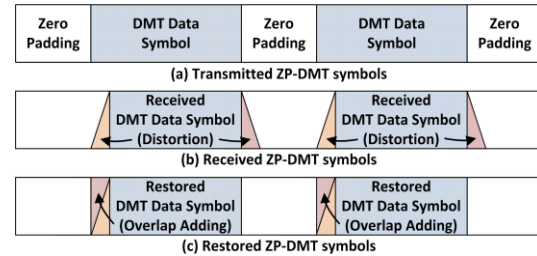 Zero DMT Data Zero DMT Data Zero
Padding Symbol Padding Symbol Padding
(a) Transmitted ZP-DMT symbols
Received Received
DMT Data Symbol DMT Data Symbol
(Distortion) (Distortion)
(b) Received ZP-DMT symbols
Restored Restored
DMT Data Symbol DMT Data Symbol
(Overlap Adding) (Overlap Adding)
(c) Restored ZP-DMT symbols